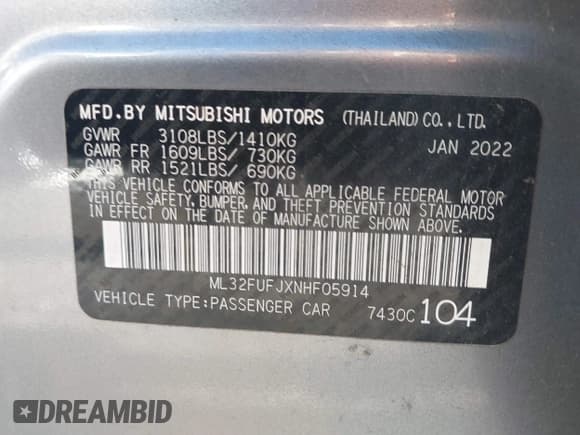 MFD.BY MITSUBISHI MOTORS (THAILAND) CO., LTD.
GVWR 3108LBS/1410KG JAN 2022
GAWR FR 1609LBS/ 730KG
GAWR RR 1521LBS/ 690KG
THIS VEHICLE CONFORMS TO ALL APPLICABLE FEDERAL MOTOR
VEHICLE SAFETY, BUMPER, AND THEFT PREVENTION STANDARDS
IN EFFECT ON THE DATE OF MANUFACTURE SHOWN ABOVE.
ML32FUFJXNHF05914
VEHICLE TYPE:PASSENGER CAR 7430C 104
DREAMBID